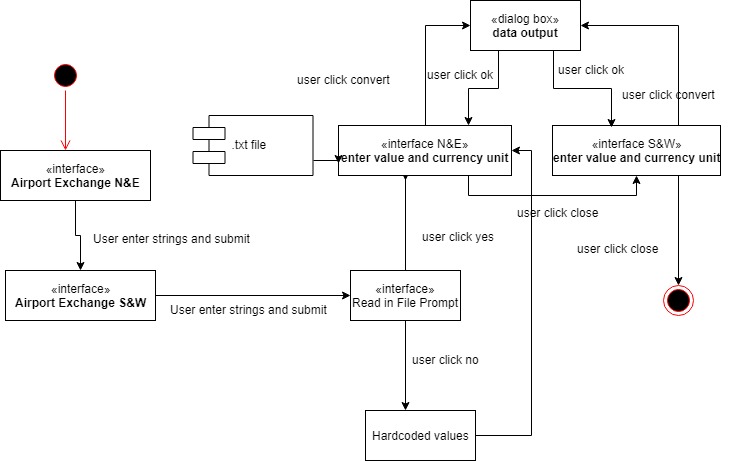 «dialog box»
data output
user click convert
user click ok
user click ok
user click convert
.txt file
«interface N&E»
enter value and currency unit
«interface S&W»
enter value and currency unit
«interface»
Airport Exchange N&E
user click close
User enter strings and submit
user click yes
user click close
«interface»
Airport Exchange S&W
User enter strings and submit
«interface»
Read in File Prompt
user click no
Hardcoded values